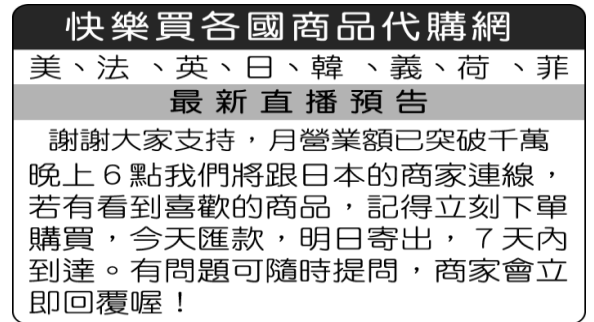 快樂買各國商品代購網
美、法、英、日、韓、義、荷、菲
最新直播預告
謝謝大家支持，月營業額已突破千萬
晚上6點我們將跟日本的商家連線，
若有看到喜歡的商品，記得立刻下單
購買，今天匯款，明日寄出，7天內
到達。有問題可隨時提問，商家會立
即回覆喔！